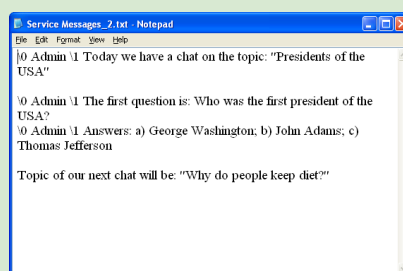 Service Messages_2.txt - Notepad
File Edit Format View Help
\0 Admin \1 Today we have a chat on the topic: "Presidents of the
USA"
\0 Admin \1 The first question is: Who was the first president of the
USA?
\0 Admin \1 Answers: a) George Washington; b) John Adams; c)
Thomas Jefferson
Topic of our next chat will be: "Why do people keep diet?"